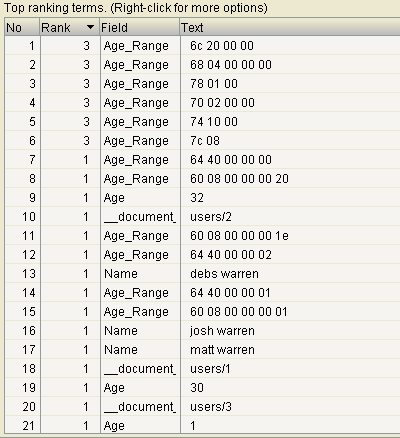 Top ranking terms. (Right-click for more options)
No Rank Field Text
1 3 Age_Range 6c 20 00 00
2 3 Age_Range 68 04 00 00 00
3 3 Age_Range 78 01 00
4 3 Age_Range 70 02 00 00
5 3 Age_Range 74 10 00
6 3 Age_Range 7c 08
7 1 Age_Range 64 40 00 00 00
8 1 Age_Range 60 08 00 00 00 20
9 1 Age 32
10 1 __document_ users/2
11 1 Age_Range 60 08 00 00 00 1e
12 1 Age_Range 64 40 00 00 02
13 1 Name debs warren
14 1 Age_Range 64 40 00 00 01
15 1 Age_Range 60 08 00 00 00 01
16 1 Name josh warren
17 1 Name matt warren
18 1 __document_ users/1
19 1 Age 30
20 1 __document_ users/3
21 1 Age 1